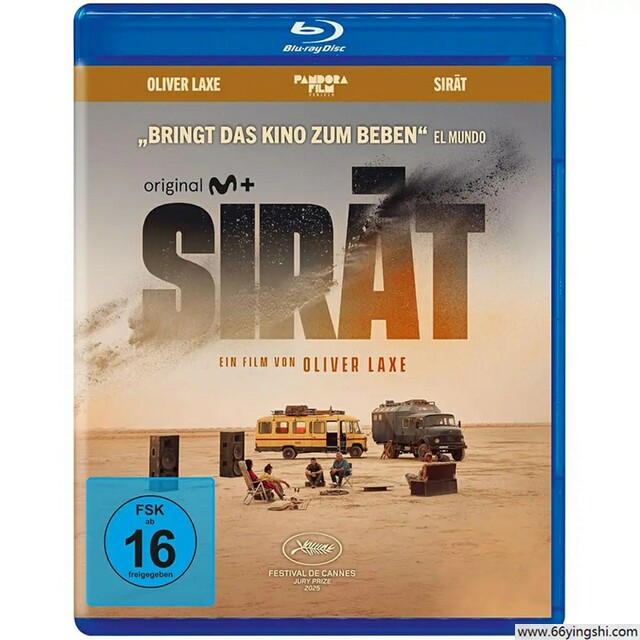 Blu-ray Disc
OLIVER LAXE
PANDORA
FILM
VERLEIH
SIRĀT
„BRINGT DAS KINO ZUM BEBEN“ EL MUNDO
original M+
SIRĀT
EIN FILM VON OLIVER LAXE
FSK
ab
16
freigegeben
FESTIVAL DE CANNES
JURY PRIZE
2025
www.66yingshi.com